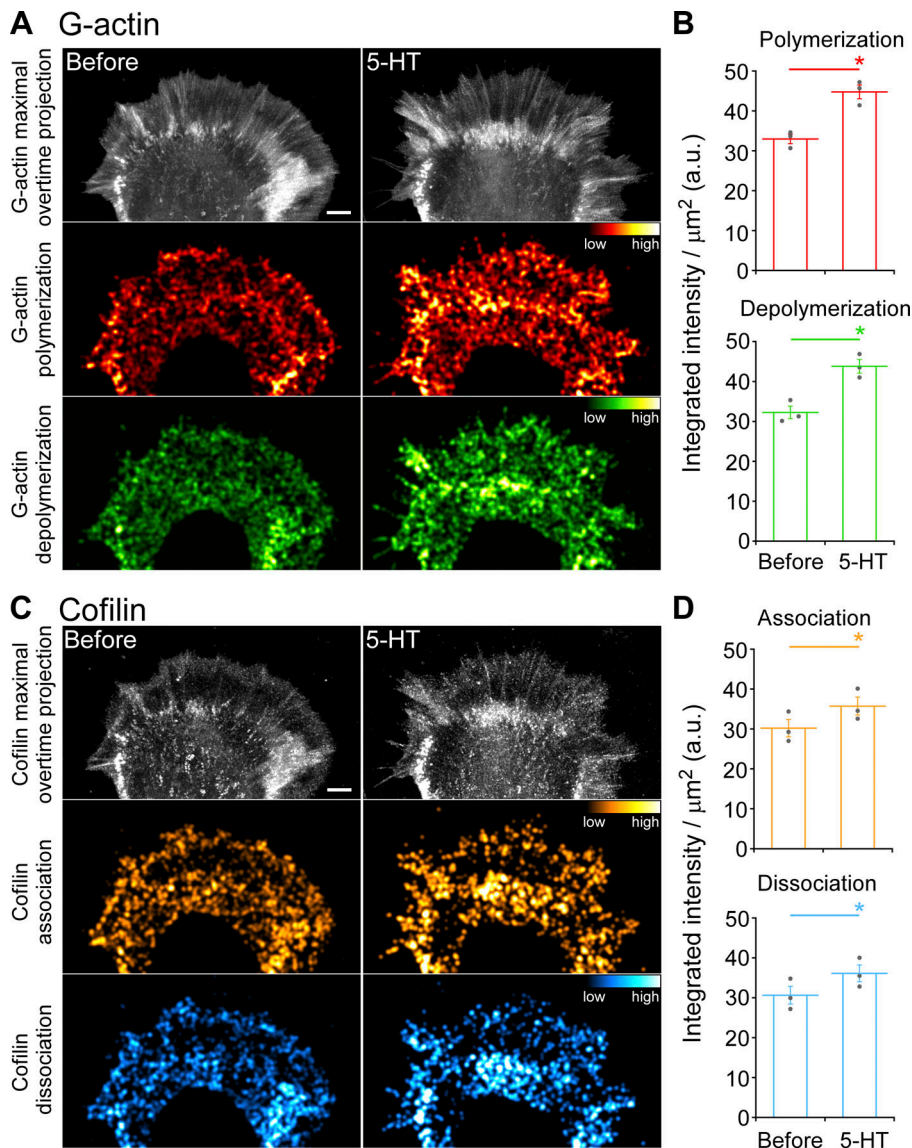 A G-actin
Before
5-HT
G-actin maximal
overtime projection
low high
G-actin
polymerization
low high
G-actin
depolymerization
B
Polymerization
*
50
40
30
20
10
0
Integrated intensity / μm² (a.u.)
Depolymerization
*
50
40
30
20
10
0
Before 5-HT
C Cofilin
Before
5-HT
Cofilin maximal
overtime projection
low high
Cofilin
association
low high
Cofilin
dissociation
D
Association
*
50
40
30
20
10
0
Integrated intensity / μm² (a.u.)
Dissociation
*
50
40
30
20
10
0
Before 5-HT